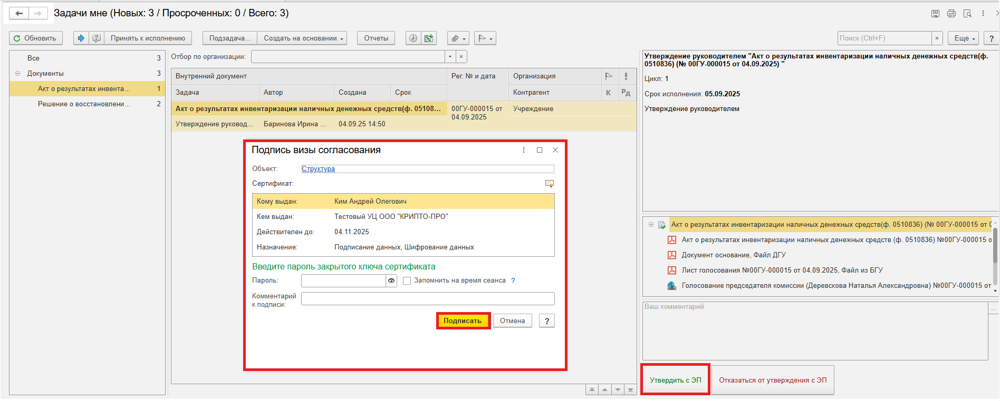 Задачи мне (Новых: 3 / Просроченных: 0 / Всего: 3)
Обновить
Принять к исполнению
Подзадача...
Создать на основании
Отчеты
Поиск (Ctrl+F)
×
Еще
?
Все 3
Документы 3
Акт о результатах инвента... 1
Решение о восстановлени... 2
Отбор по организации:
Внутренний документ
Рег. № и дата
Организация
Задача
Автор
Создана
Срок
Контрагент
К
Рд
Акт о результатах инвентаризации наличных денежных средств(ф. 05108...
00ГУ-000015 от
04.09.2025
Учреждение
Утверждение руковод...
Баринова Ирина ...
04.09.25 14:50
Подпись визы согласования
Объект: Структура
Сертификат:
Кому выдан: Ким Андрей Олегович
Кем выдан: Тестовый УЦ ООО "КРИПТО-ПРО"
Действителен до: 04.11.2025
Назначение: Подписание данных, Шифрование данных
Введите пароль закрытого ключа сертификата
Пароль:
Запомнить на время сеанса ?
Комментарий
к подписи:
Подписать
Отмена
?
Утверждение руководителем "Акт о результатах инвентаризации наличных денежных средств(ф.
0510836) (№ 00ГУ-000015 от 04.09.2025) "
Цикл: 1
Срок исполнения: 05.09.2025
Утверждение руководителем
Акт о результатах инвентаризации наличных денежных средств(ф. 0510836) (№ 00ГУ-000015 от 0
Акт о результатах инвентаризации наличных денежных средств (ф. 0510836) №00ГУ-000015 о
Документ основание, Файл ДГУ
Лист голосования №00ГУ-000015 от 04.09.2025, Файл из БГУ
Голосование председателя комиссии (Деревскова Наталья Александровна) №00ГУ-000015 от
Ваш комментарий
...
Утвердить с ЭП
Отказаться от утверждения с ЭП